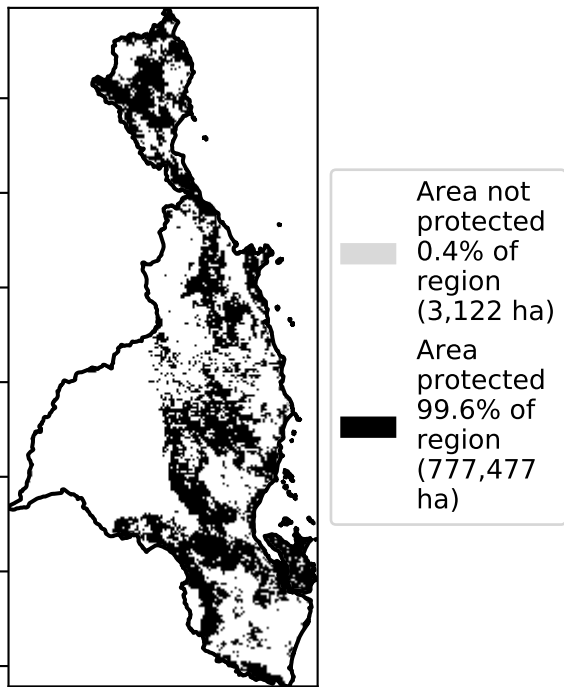 Area not
protected
0.4% of
region
(3,122 ha)
Area
protected
99.6% of
region
(777,477
ha)